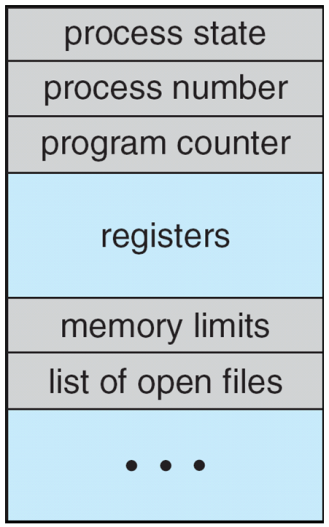 process state
process number
program counter
registers
memory limits
list of open files
• • •